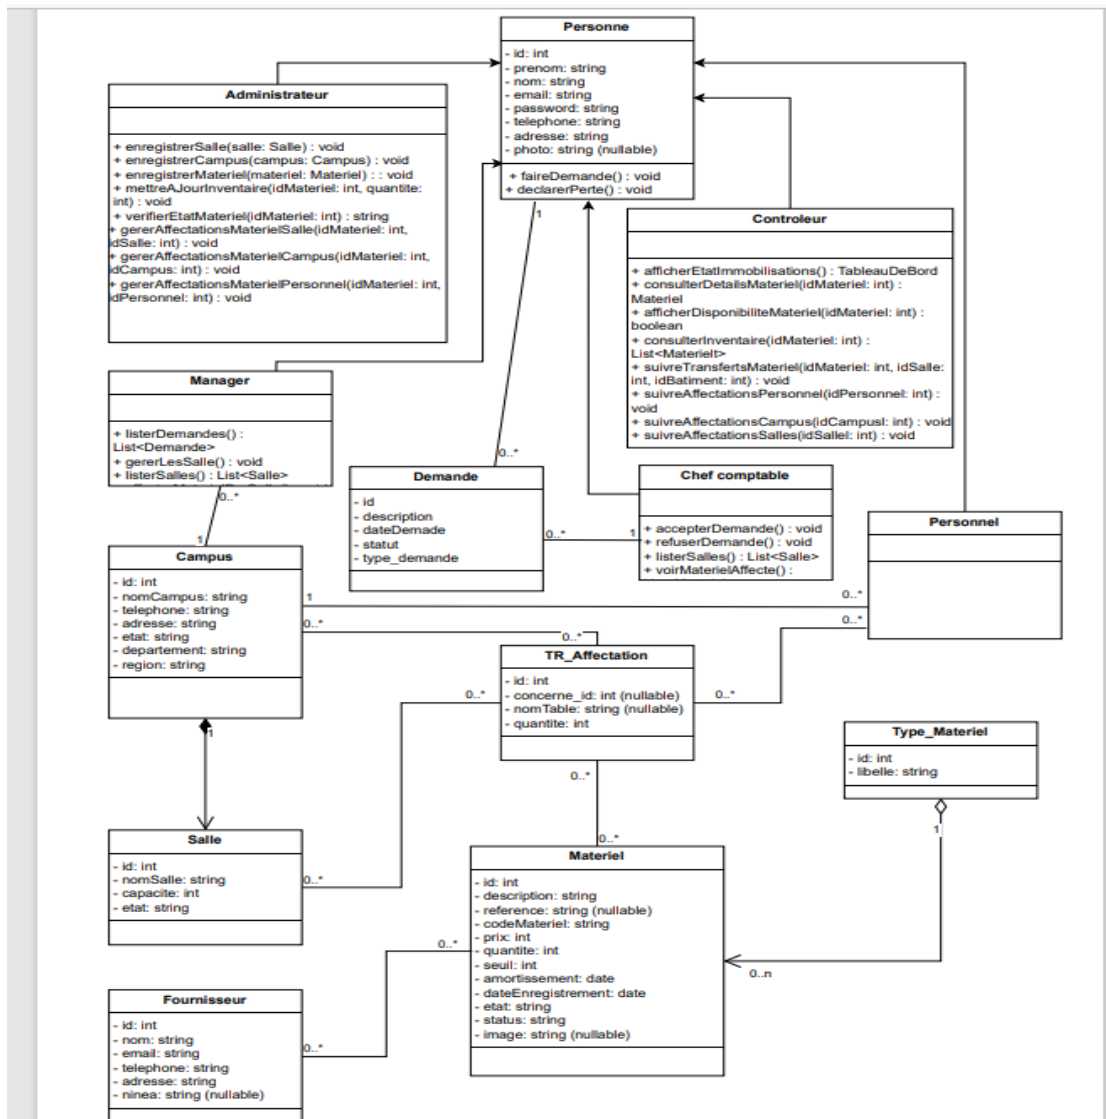 Personne
- id: int
- prenom: string
- nom: string
- email: string
- password: string
- telephone: string
- adresse: string
- photo: string (nullable)
+ faireDemande() : void
+ declarerPerte() : void
1
Administrateur
+ enregistrerSalle(salle: Salle) : void
+ enregistrerCampus(campus: Campus) : void
+ enregistrerMateriel(materiel: Materiel) : : void
+ mettreAJourInventaire(idMateriel: int, quantite:
int) : void
+ verifierEtatMateriel(idMateriel: int) : string
+ gererAffectationsMaterielSalle(idMateriel: int,
idSalle: int) : void
+ gererAffectationsMaterielCampus(idMateriel: int,
idCampus: int) : void
+ gererAffectationsMaterielPersonnel(idMateriel: int,
idPersonnel: int) : void
Controleur
+ afficherEtatImmobilisations() : TableauDeBord
+ consulterDetailsMateriel(idMateriel: int) :
Materiel
+ afficherDisponibiliteMateriel(idMateriel: int) :
boolean
+ consulterInventaire(idMateriel: int) :
List<Materielt>
+ suivreTransfertsMateriel(idMateriel: int, idSalle:
int, idBatiment: int) : void
+ suivreAffectationsPersonnel(idPersonnel: int) :
void
+ suivreAffectationsCampus(idCampusI: int) : void
+ suivreAffectationsSalles(idSalleI: int) : void
Manager
+ listerDemandes() :
List<Demande>
+ gererLesSalle() : void
+ listerSalles() : List<Salle>
0..*
1
0..*
Demande
- id
- description
- dateDemade
- statut
- type_demande
0..*
1
Chef comptable
+ accepterDemande() : void
+ refuserDemande() : void
+ listerSalles() : List<Salle>
+ voirMaterielAffecte() :
Personnel
Campus
- id: int
- nomCampus: string
- telephone: string
- adresse: string
- etat: string
- departement: string
- region: string
1
0..*
0..*
0..*
0..*
1
TR_Affectation
- id: int
- concerne_id: int (nullable)
- nomTable: string (nullable)
- quantite: int
0..*
0..*
0..*
0..*
Type_Materiel
- id: int
- libelle: string
1
0..n
Salle
- id: int
- nomSalle: string
- capacite: int
- etat: string
0..*
Materiel
- id: int
- description: string
- reference: string (nullable)
- codeMateriel: string
- prix: int
- quantite: int
- seuil: int
- amortissement: date
- dateEnregistrement: date
- etat: string
- status: string
- image: string (nullable)
0..*
0..*
Fournisseur
- id: int
- nom: string
- email: string
- telephone: string
- adresse: string
- ninea: string (nullable)